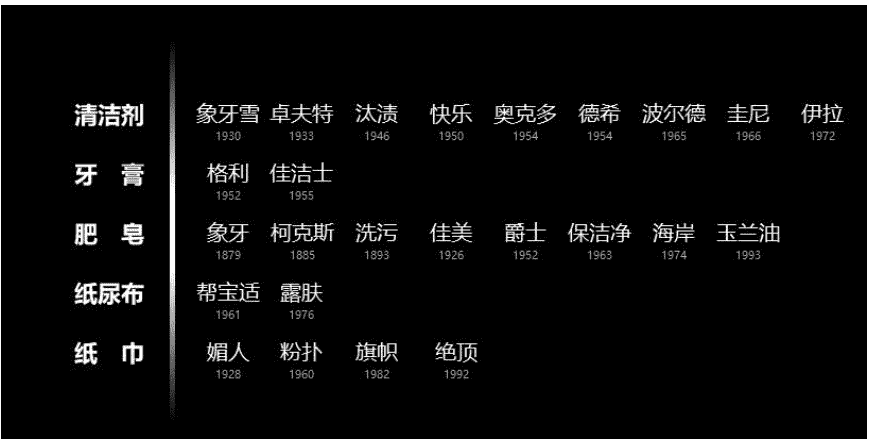 清洁剂 象牙雪 卓夫特 汰渍 快乐 奥克多 德希 波尔德 圭尼 伊拉
1930 1933 1946 1950 1954 1954 1965 1966 1972
牙 膏 格利 佳洁士
1952 1955
肥 皂 象牙 柯克斯 洗污 佳美 爵士 保洁净 海岸 玉兰油
1879 1885 1893 1926 1952 1963 1974 1993
纸尿布 帮宝适 露肤
1961 1976
纸 巾 媚人 粉扑 旗帜 绝顶
1928 1960 1982 1992